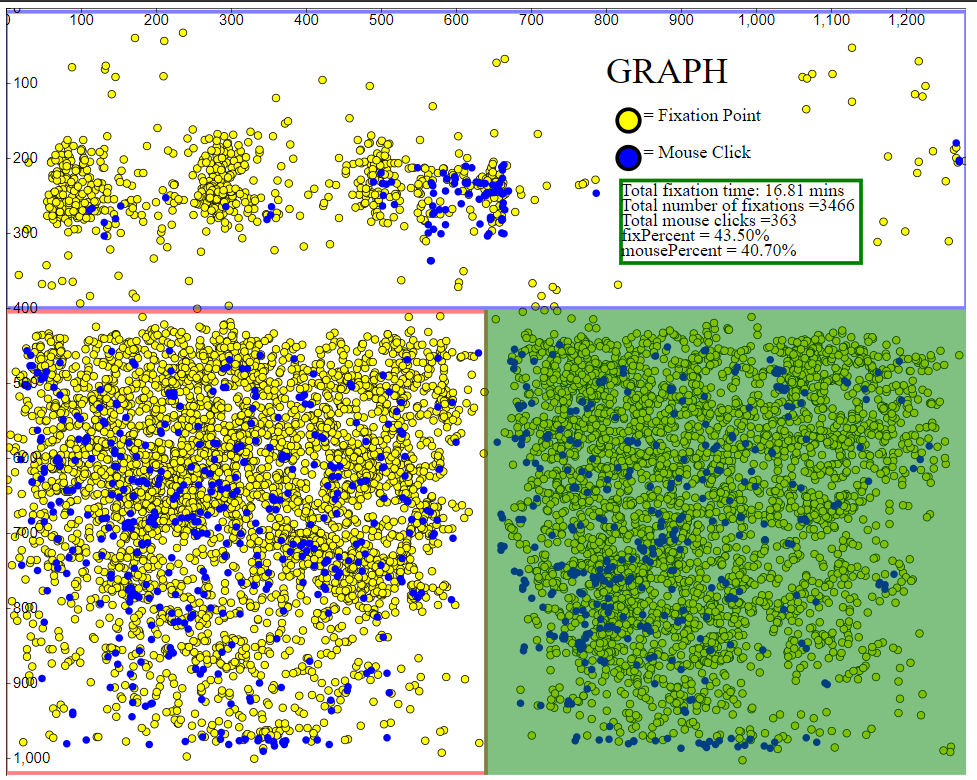 0 100 200 300 400 500 600 700 800 900 1,000 1,100 1,200
100
GRAPH
= Fixation Point
= Mouse Click
200
Total fixation time: 16.81 mins
Total number of fixations =3466
Total mouse clicks =363
300
fixPercent = 43.50%
mousePercent = 40.70%
400
500
600
700
800
900
1,000